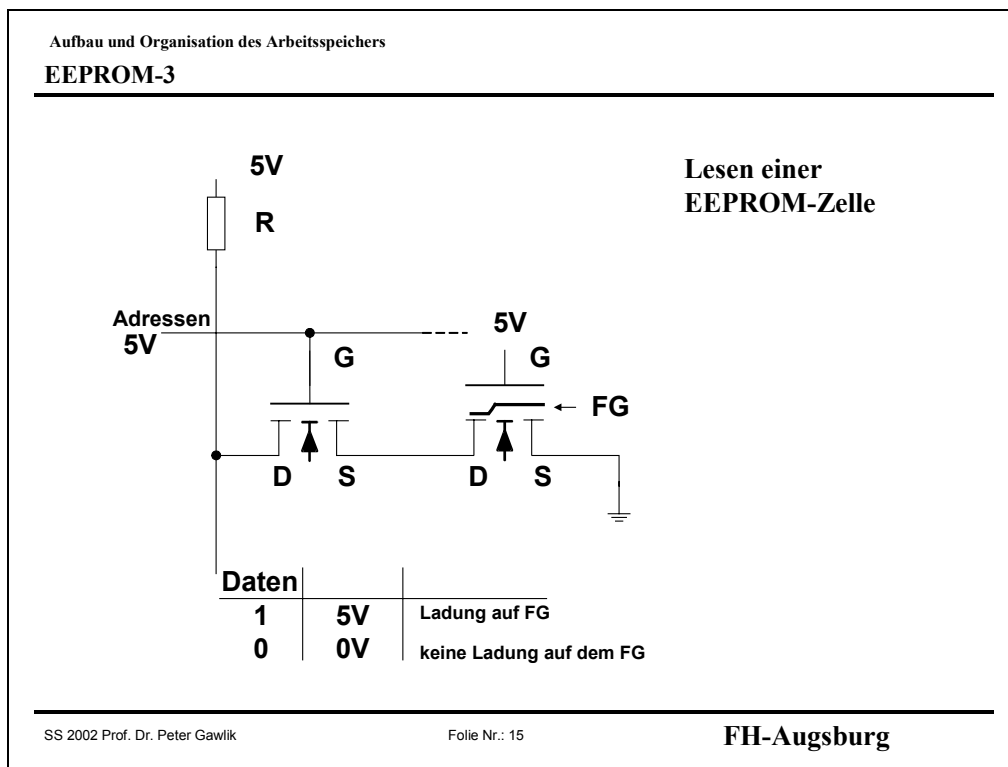 Aufbau und Organisation des Arbeitsspeichers
EEPROM-3
Lesen einer
EEPROM-Zelle
5V
R
Adressen
5V
5V
G
G
FG
D
S
D
S
Daten
1 5V Ladung auf FG
0 0V keine Ladung auf dem FG
SS 2002 Prof. Dr. Peter Gawlik Folie Nr.: 15 FH-Augsburg